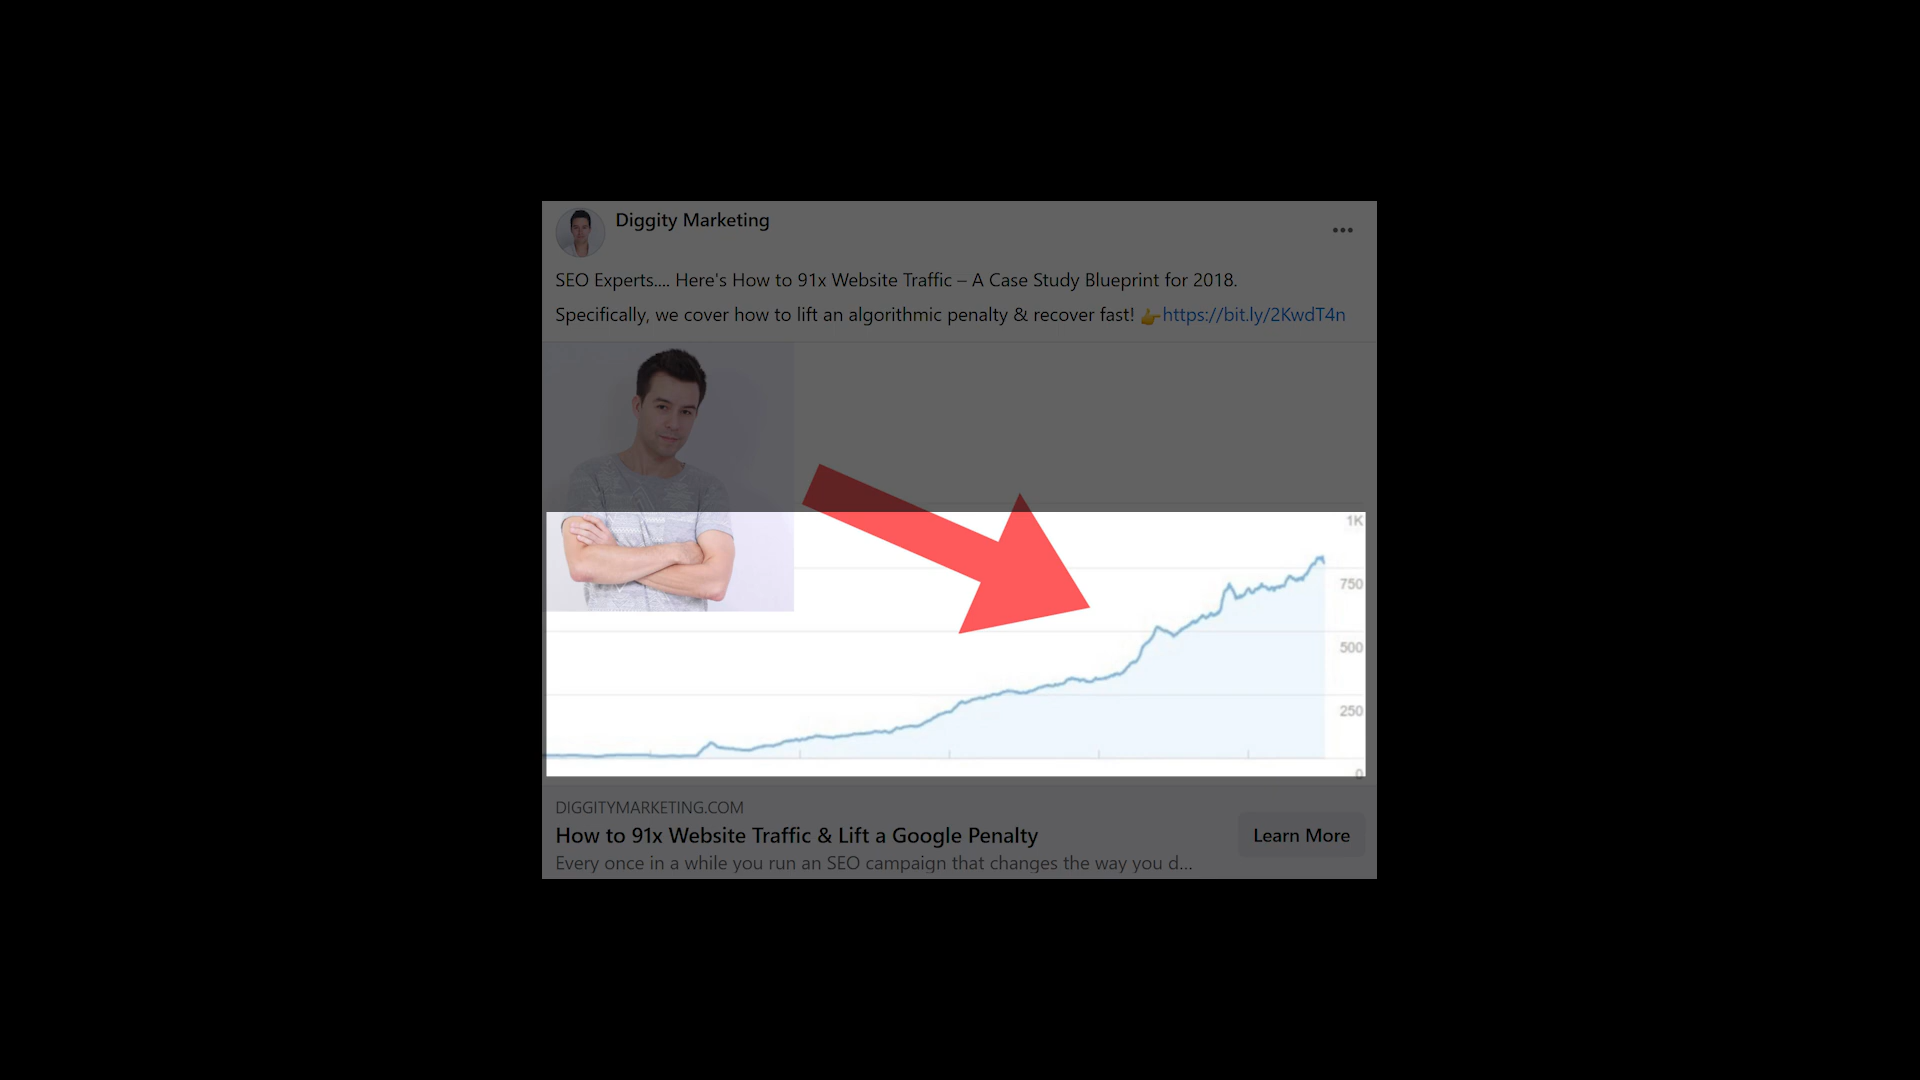 Diggity Marketing
SEO Experts.... Here's How to 91x Website Traffic – A Case Study Blueprint for 2018.
Specifically, we cover how to lift an algorithmic penalty & recover fast! 👉https://bit.ly/2KwdT4n
1K
750
500
250
0
DIGGITYMARKETING.COM
How to 91x Website Traffic & Lift a Google Penalty
Learn More
Every once in a while you run an SEO campaign that changes the way you d...